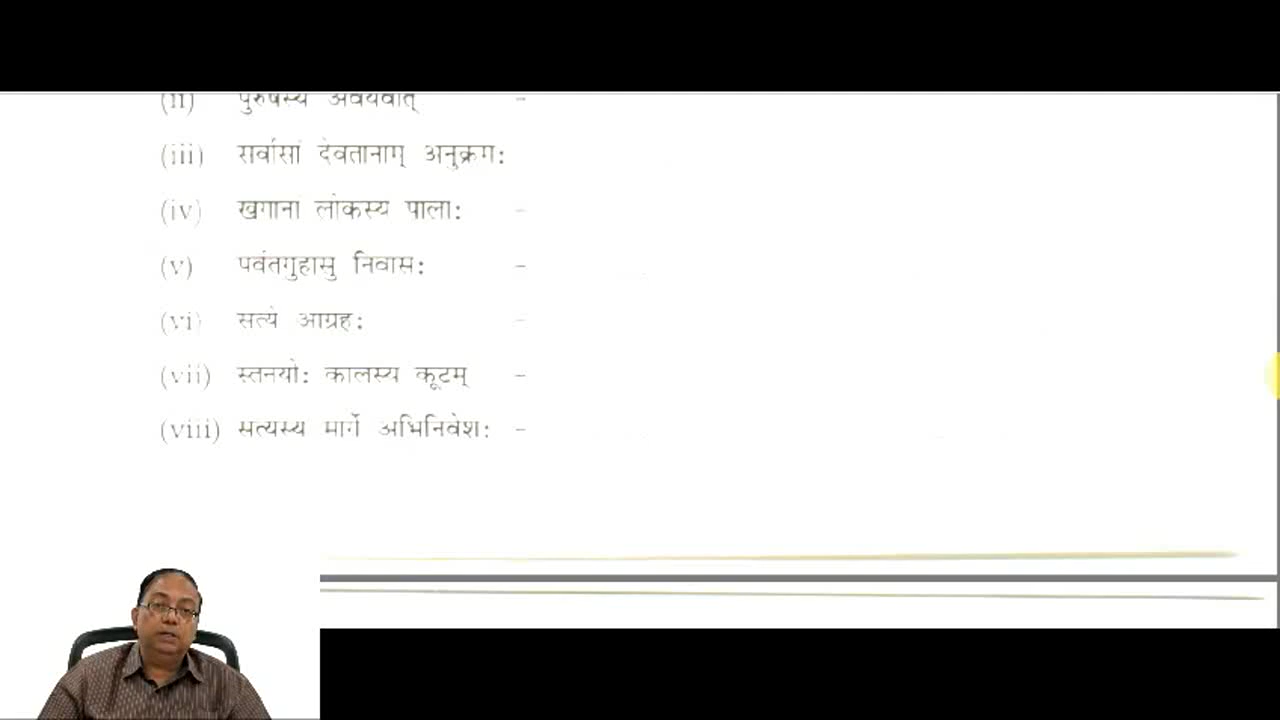 (ii) पुरुषस्य अवयवात् -
(iii) सर्वासां देवतानाम् अनुक्रमः
(iv) खगानां लोकस्य पालाः -
(v) पर्वतगुहासु निवासः -
(vi) सत्ये आग्रहः -
(vii) स्तनयोः कालस्य कूटम् -
(viii) सत्यस्य मार्गे अभिनिवेशः -